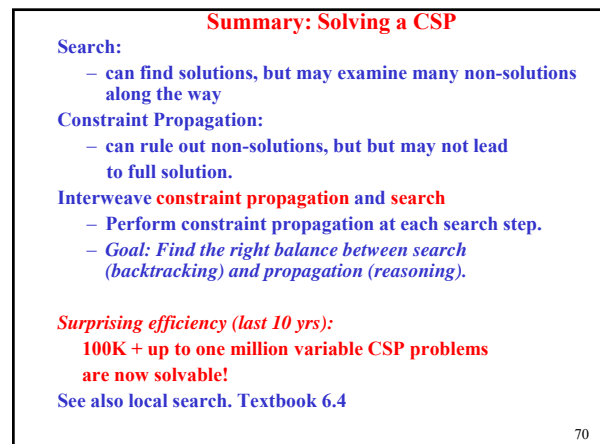 Summary: Solving a CSP
Search:
– can find solutions, but may examine many non-solutions
along the way
Constraint Propagation:
– can rule out non-solutions, but but may not lead
to full solution.
Interweave constraint propagation and search
– Perform constraint propagation at each search step.
– Goal: Find the right balance between search
(backtracking) and propagation (reasoning).
Surprising efficiency (last 10 yrs):
100K + up to one million variable CSP problems
are now solvable!
See also local search. Textbook 6.4
70